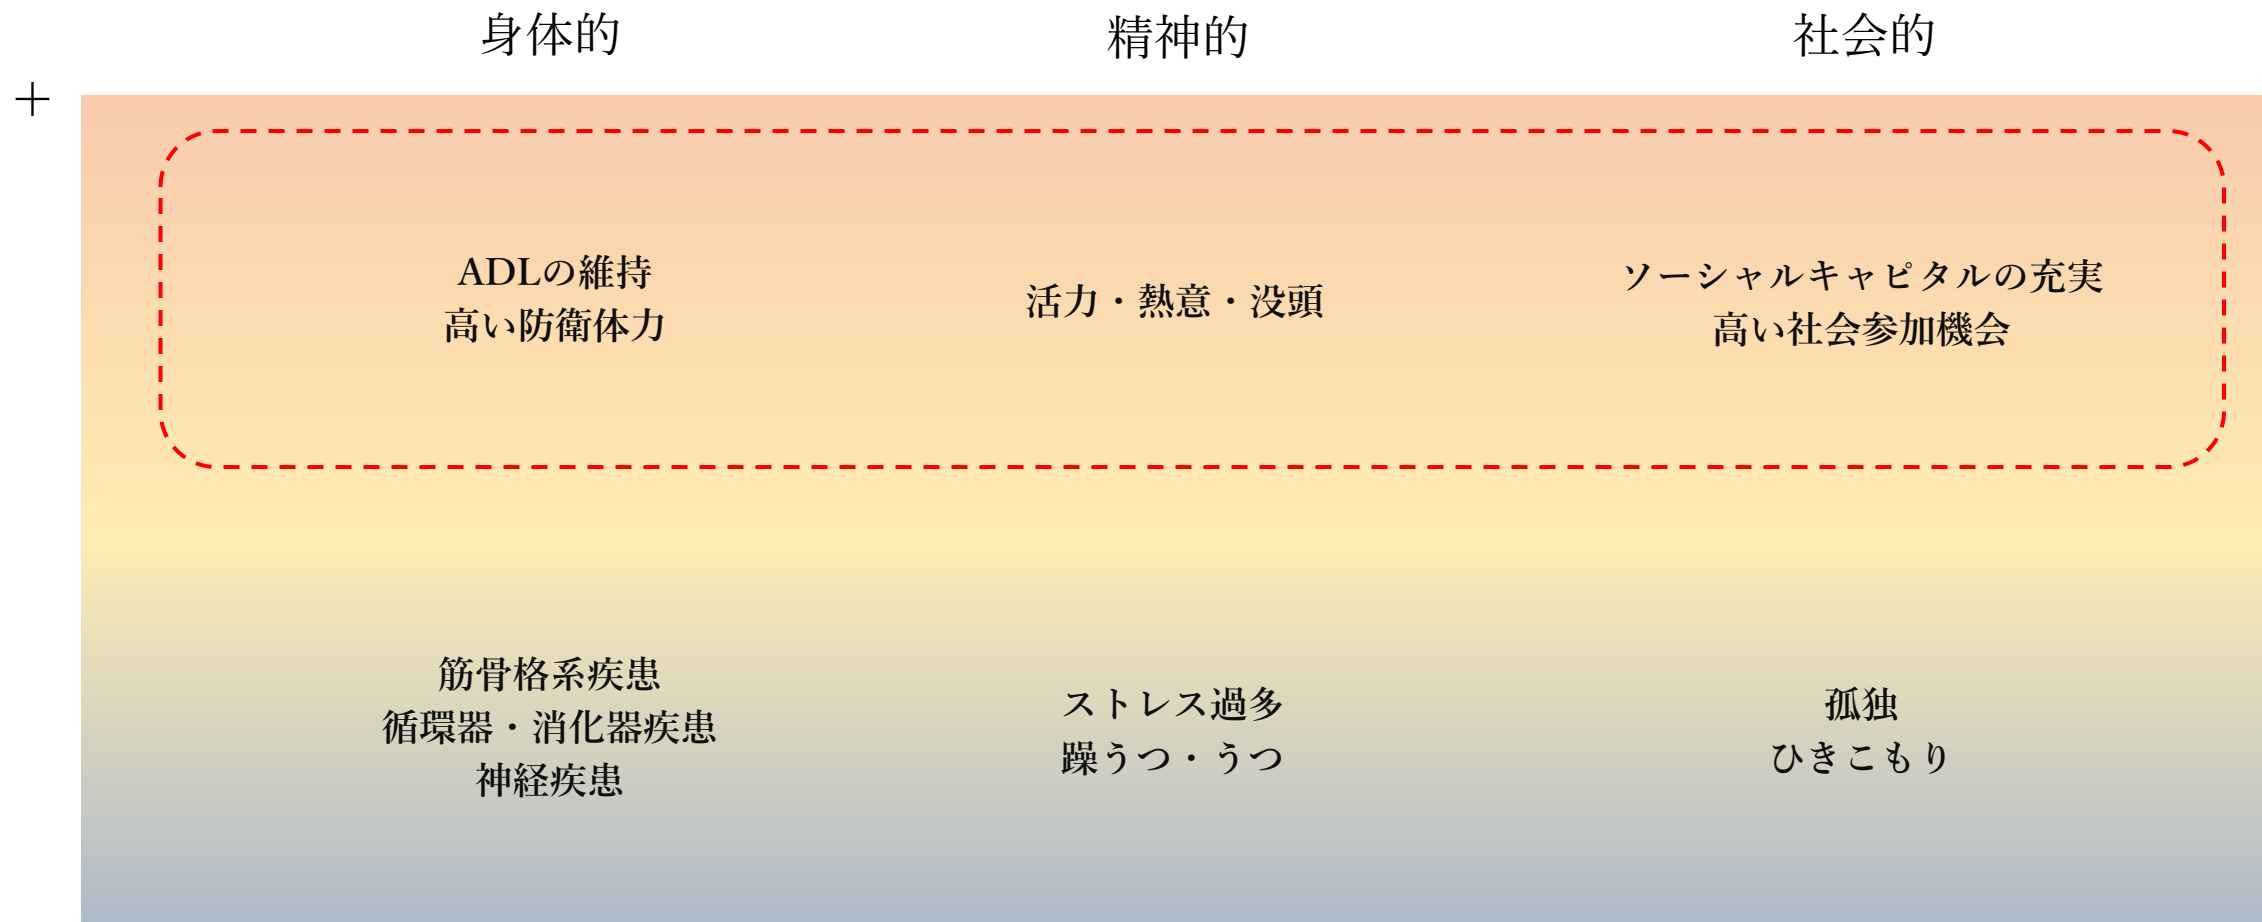 身体的
精神的
社会的
＋
ADLの維持
高い防衛体力
活力・熱意・没頭
ソーシャルキャピタルの充実
高い社会参加機会
筋骨格系疾患
循環器・消化器疾患
神経疾患
ストレス過多
躁うつ・うつ
孤独
ひきこもり